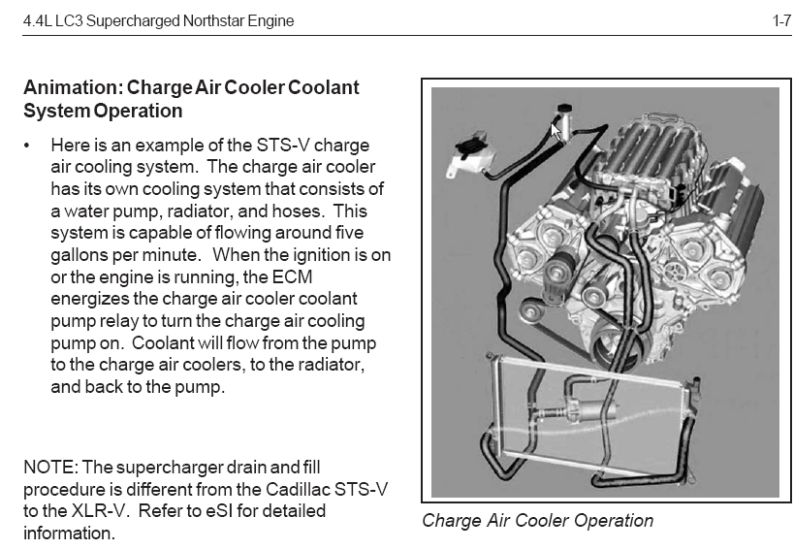 4.4L LC3 Supercharged Northstar Engine 1-7
Animation: Charge Air Cooler Coolant
System Operation
• Here is an example of the STS-V charge
air cooling system. The charge air cooler
has its own cooling system that consists of
a water pump, radiator, and hoses. This
system is capable of flowing around five
gallons per minute. When the ignition is on
or the engine is running, the ECM
energizes the charge air cooler coolant
pump relay to turn the charge air cooling
pump on. Coolant will flow from the pump
to the charge air coolers, to the radiator,
and back to the pump.
NOTE: The supercharger drain and fill
procedure is different from the Cadillac STS-V
to the XLR-V. Refer to eSI for detailed
information.
Charge Air Cooler Operation